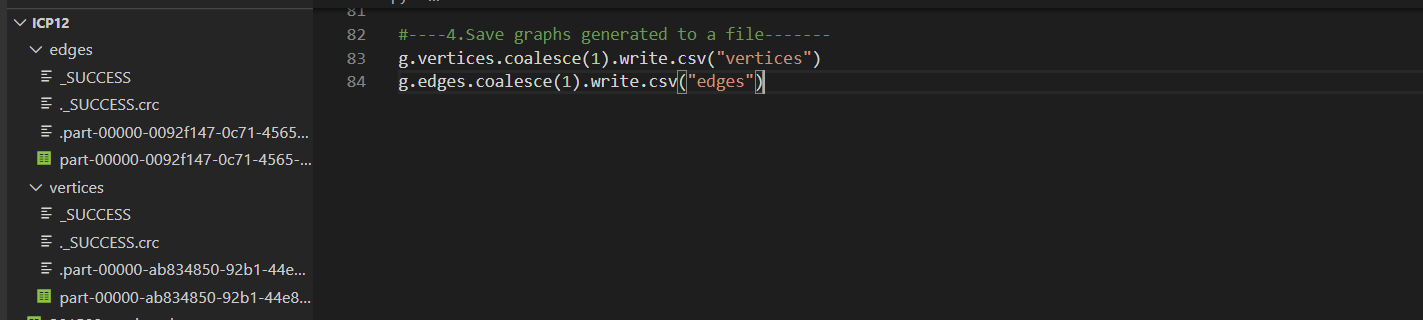 ICP12
edges
_SUCCESS
._SUCCESS.crc
.part-00000-0092f147-0c71-4565...
part-00000-0092f147-0c71-4565-...
vertices
_SUCCESS
._SUCCESS.crc
.part-00000-ab834850-92b1-44e...
part-00000-ab834850-92b1-44e8...
81
82 #----4.Save graphs generated to a file-------
83 g.vertices.coalesce(1).write.csv("vertices")
84 g.edges.coalesce(1).write.csv("edges")